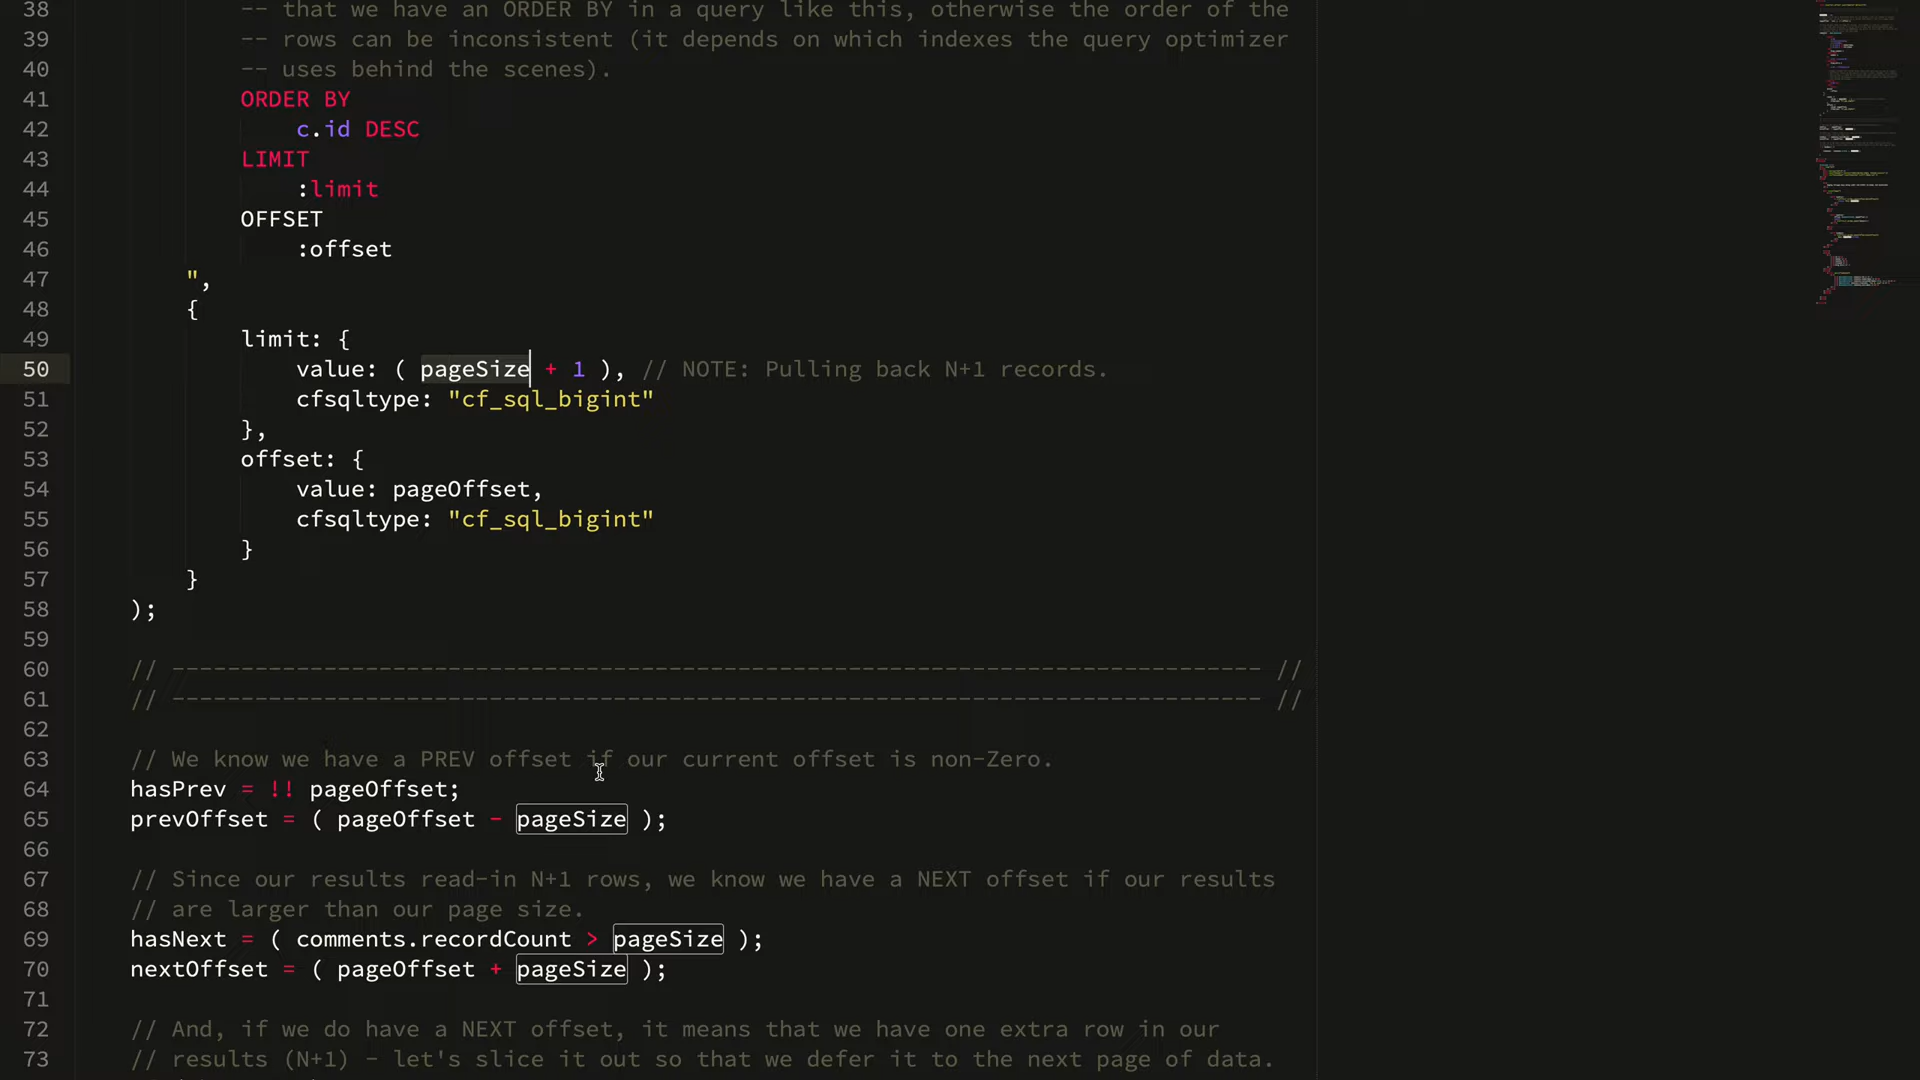 38 -- that we have an ORDER BY in a query like this, otherwise the order of the
39 -- rows can be inconsistent (it depends on which indexes the query optimizer
40 -- uses behind the scenes).
41 ORDER BY
42 c.id DESC
43 LIMIT
44 :limit
45 OFFSET
46 :offset
47 ",
48 {
49 limit: {
50 value: ( pageSize + 1 ), // NOTE: Pulling back N+1 records.
51 cfsqltype: "cf_sql_bigint"
52 },
53 offset: {
54 value: pageOffset,
55 cfsqltype: "cf_sql_bigint"
56 }
57 }
58 );
59
60 // ------------------------------------------------------------------------------- //
61 // ------------------------------------------------------------------------------- //
62
63 // We know we have a PREV offset if our current offset is non-Zero.
64 hasPrev = !! pageOffset;
65 prevOffset = ( pageOffset - pageSize );
66
67 // Since our results read-in N+1 rows, we know we have a NEXT offset if our results
68 // are larger than our page size.
69 hasNext = ( comments.recordCount > pageSize );
70 nextOffset = ( pageOffset + pageSize );
71
72 // And, if we do have a NEXT offset, it means that we have one extra row in our
73 // results (N+1) - let's slice it out so that we defer it to the next page of data.